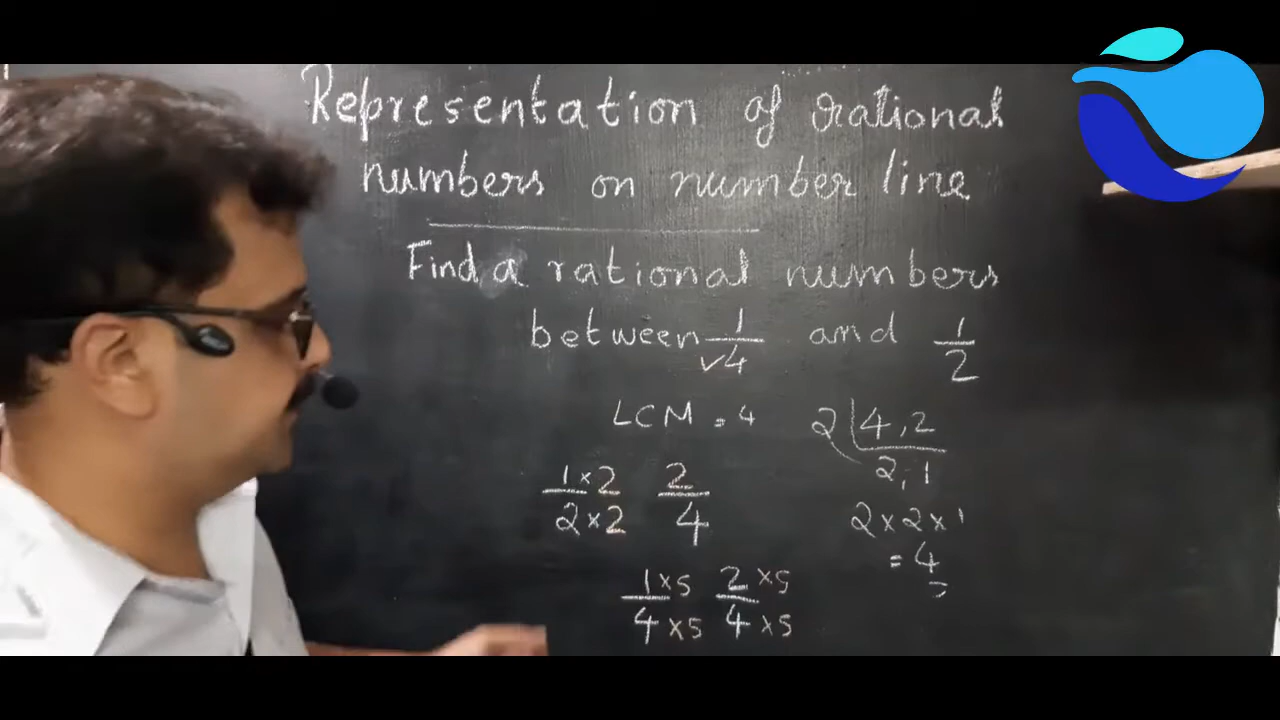 Representation of rational
numbers on number line
Find a rational numbers
between 1/4 and 1/2
LCM = 4
2 | 4, 2
2, 1
1 × 2 / 2 × 2 2/4
2 × 2 × 1
= 4
1 × 5 / 4 × 5 2 × 5 / 4 × 5